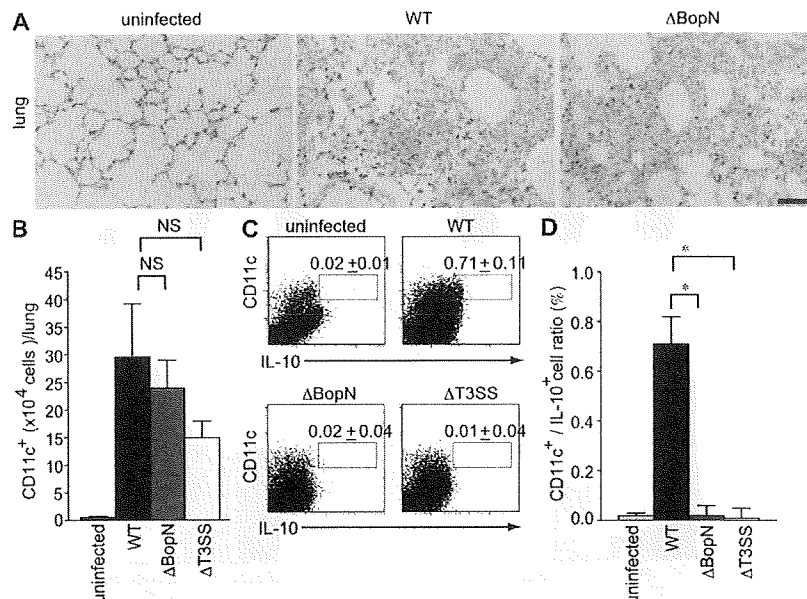 A
uninfected
WT
ΔBopN
lung
B
NS
NS
CD11c+ (x10⁴ cells )/lung
45
40
35
30
25
20
15
10
5
0
uninfected
WT
ΔBopN
ΔT3SS
C
uninfected
WT
0.02 ±0.01
0.71± 0.11
CD11c
IL-10
IL-10
ΔBopN
ΔT3SS
0.02 ±0.04
0.01± 0.04
CD11c
IL-10
D
*
*
CD11c+ / IL-10+cell ratio (%)
1.0
0.8
0.6
0.4
0.2
0.0
uninfected
WT
ΔBopN
ΔT3SS